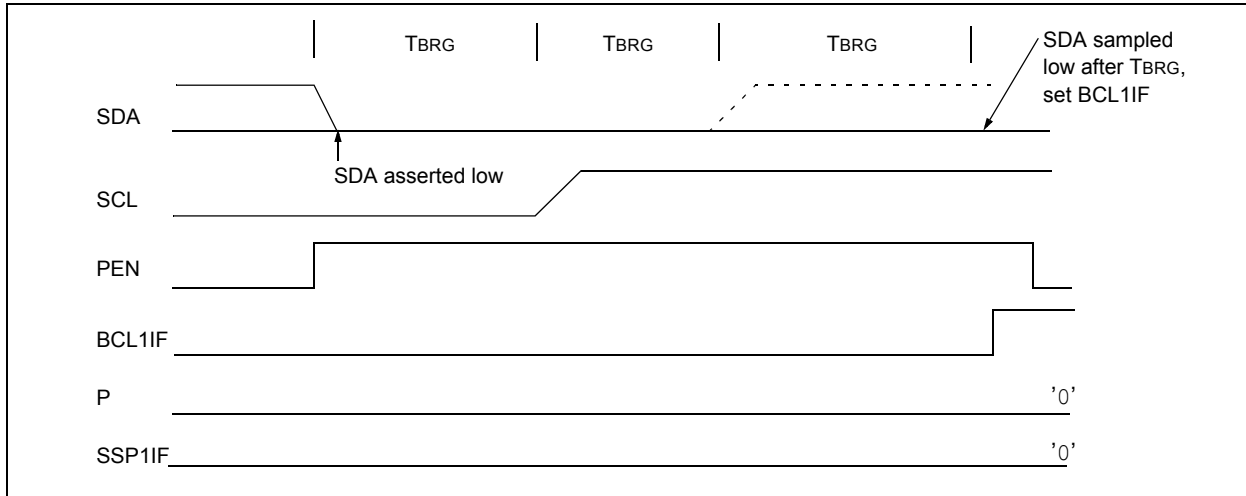 TBRG TBRG TBRG
SDA sampled
low after TBRG,
set BCL1IF
SDA
SDA asserted low
SCL
PEN
BCL1IF
P '0'
SSP1IF '0'